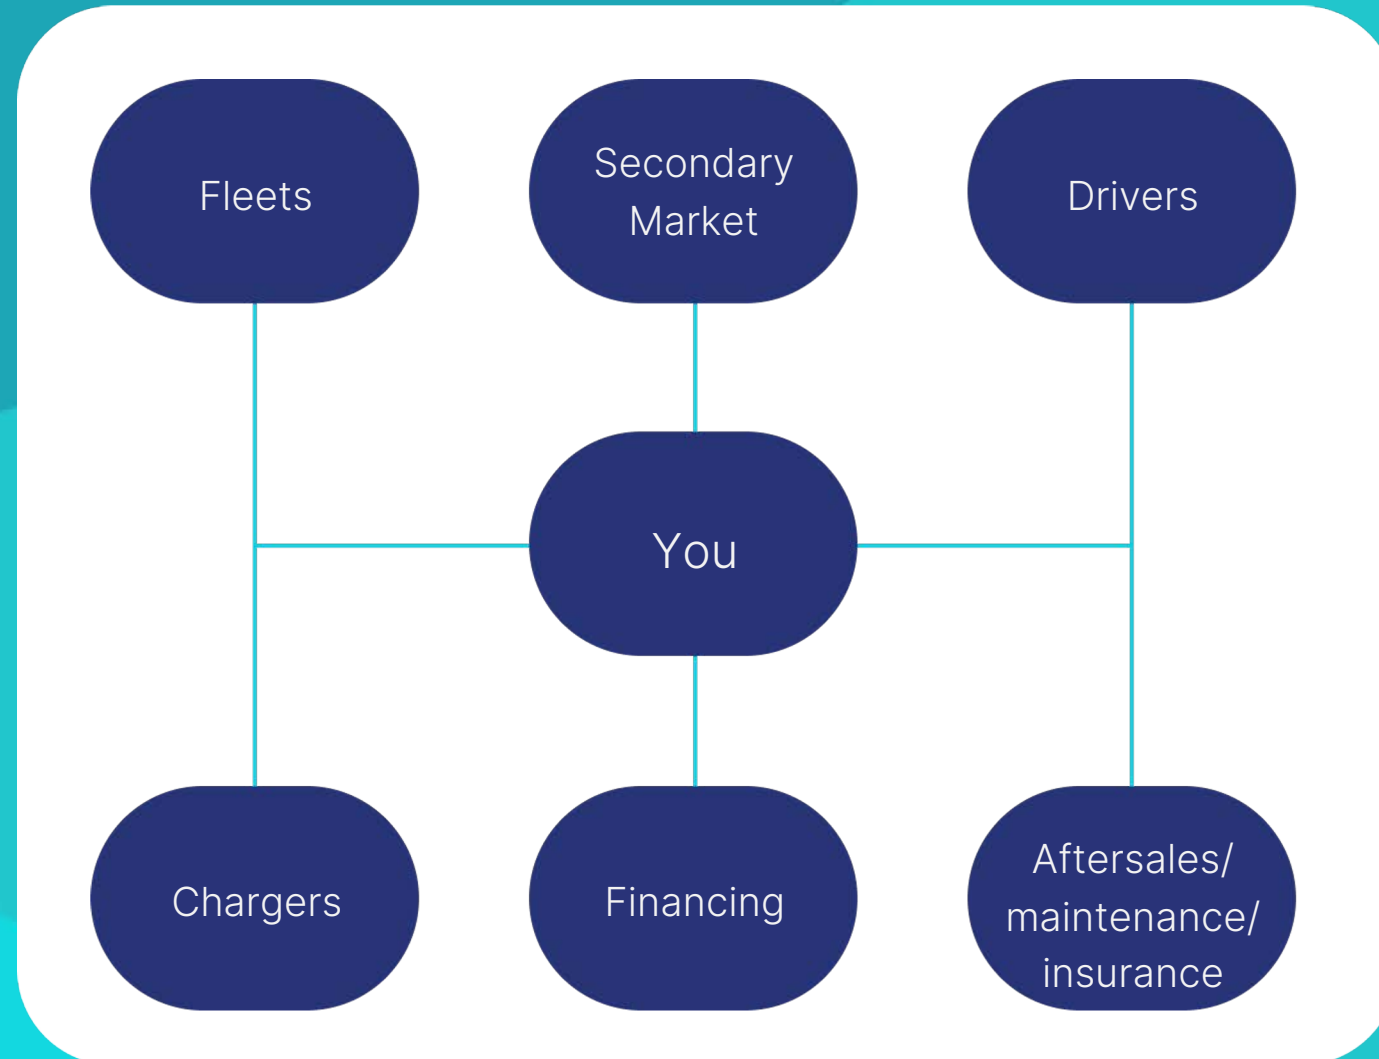 Fleets
Secondary
Market
Drivers
You
Chargers
Financing
Aftersales/
maintenance/
insurance